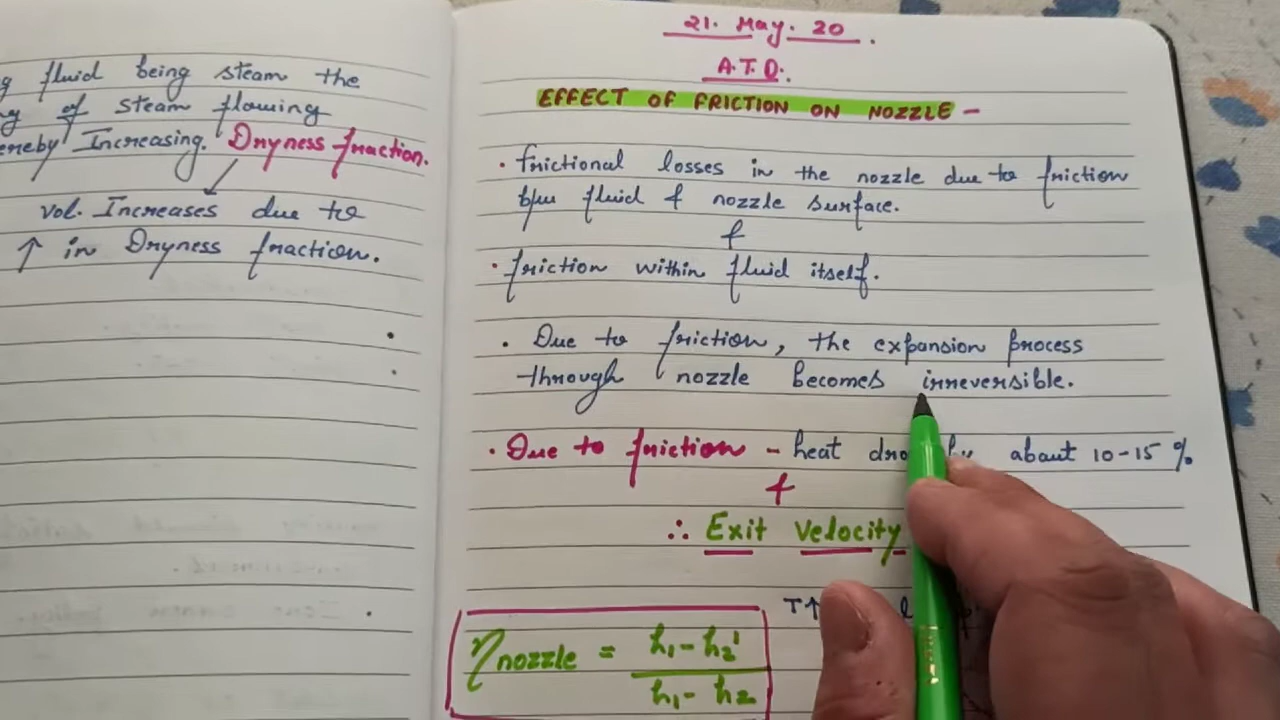 fluid being steam the
of steam flowing
Increasing. Dryness fraction.
vol. Increases due to
↑ in Dryness fraction.
21. May. 20
A.T.D.
EFFECT OF FRICTION ON NOZZLE -
• frictional losses in the nozzle due to friction
b/w fluid & nozzle surface.
&
• friction within fluid itself.
• Due to friction, the expansion process
through nozzle becomes irreversible.
• Due to friction - heat about 10-15 %
&
∴ Exit velocity
T↑
η nozzle = h₁ - h₂' / h₁ - h₂